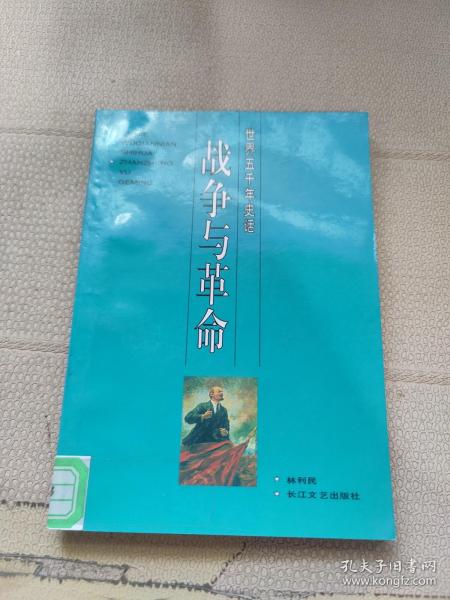 WUQIANNIAN
SHIHUA
ZHANZHENG
YU
GEMING
世界五千年史话
战争与革命
林利民
长江文艺出版社
孔夫子旧书网
www.kongfz.com